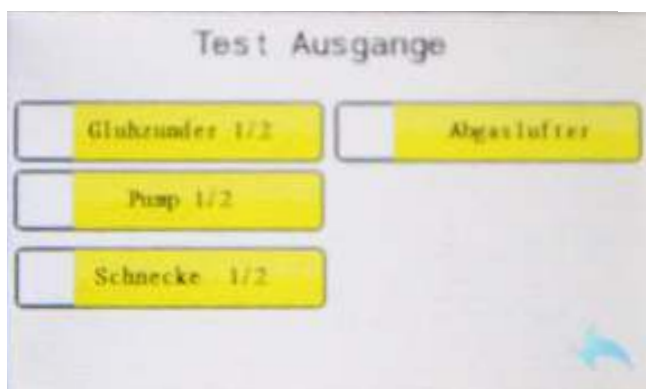 Test Ausgange
Gluhzunder 1/2
Abgaslufter
Pump 1/2
Schnecke 1/2